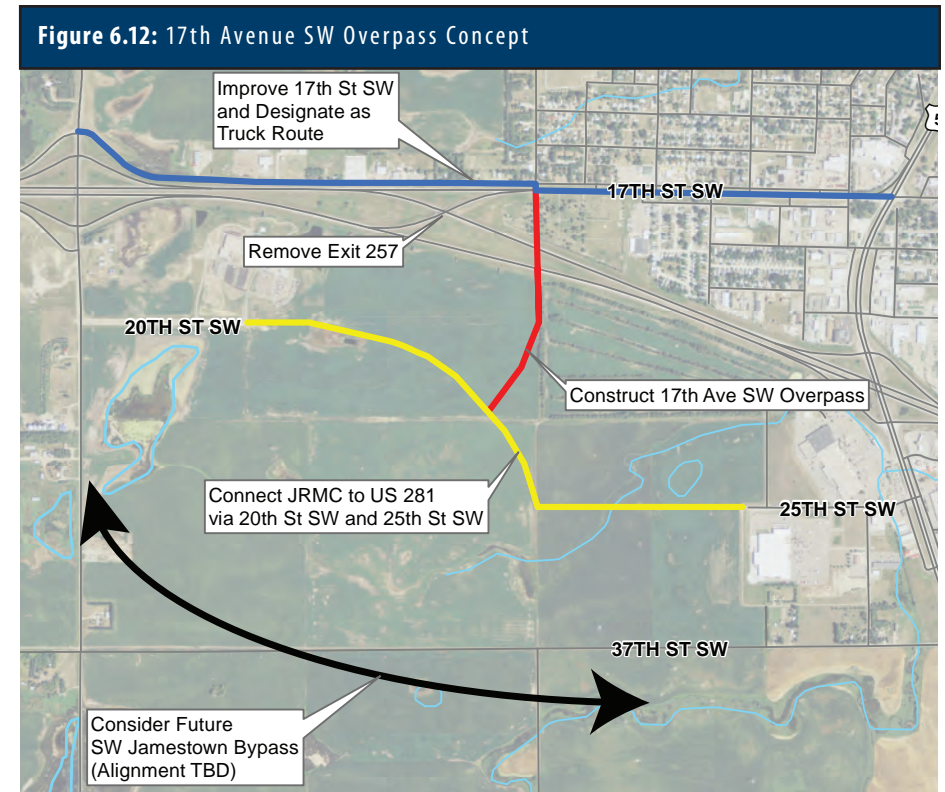 Figure 6.12: 17th Avenue SW Overpass Concept
Improve 17th St SW
and Designate as
Truck Route
5
17TH ST SW
Remove Exit 257
20TH ST SW
Construct 17th Ave SW Overpass
Connect JRMC to US 281
via 20th St SW and 25th St SW
25TH ST SW
37TH ST SW
Consider Future
SW Jamestown Bypass
(Alignment TBD)